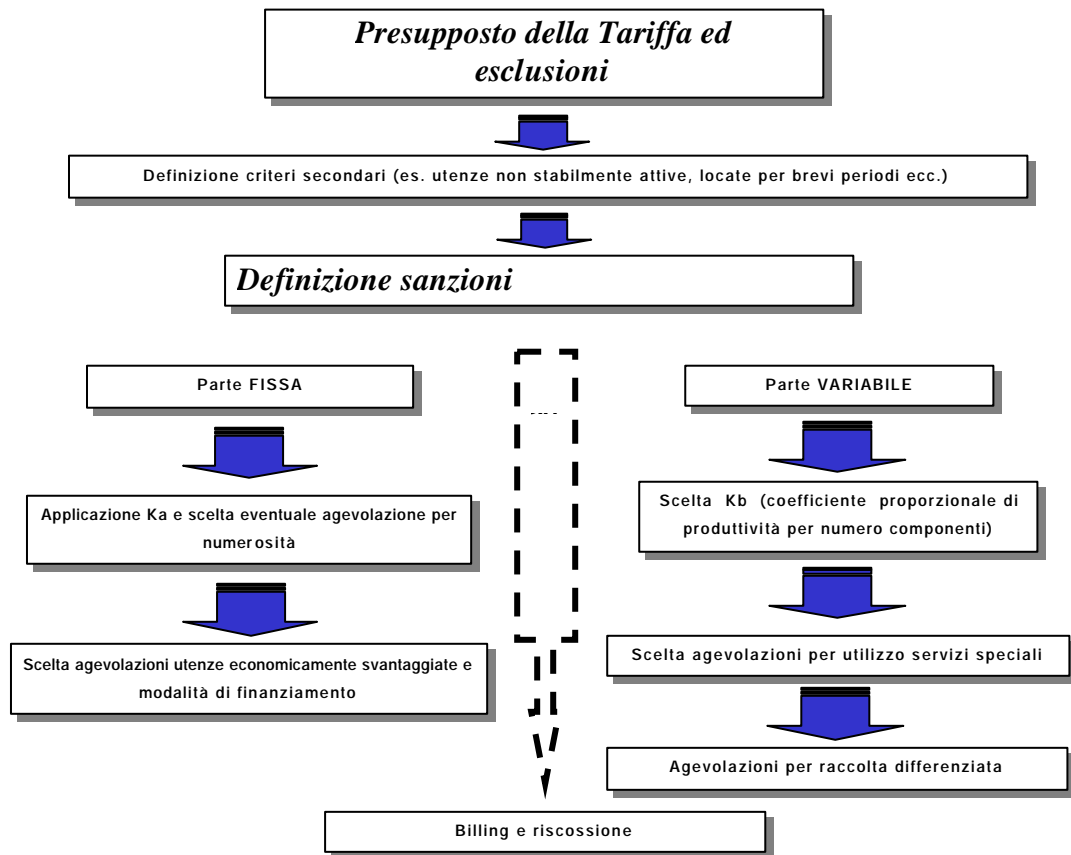 Presupposto della Tariffa ed
esclusioni
Definizione criteri secondari (es. utenze non stabilmente attive, locate per brevi periodi ecc.)
Definizione sanzioni
Parte FISSA
Parte VARIABILE
Applicazione Ka e scelta eventuale agevolazione per
numerosità
Scelta Kb (coefficiente proporzionale di
produttività per numero componenti)
Scelta agevolazioni utenze economicamente svantaggiate e
modalità di finanziamento
Scelta agevolazioni per utilizzo servizi speciali
Agevolazioni per raccolta differenziata
Billing e riscossione